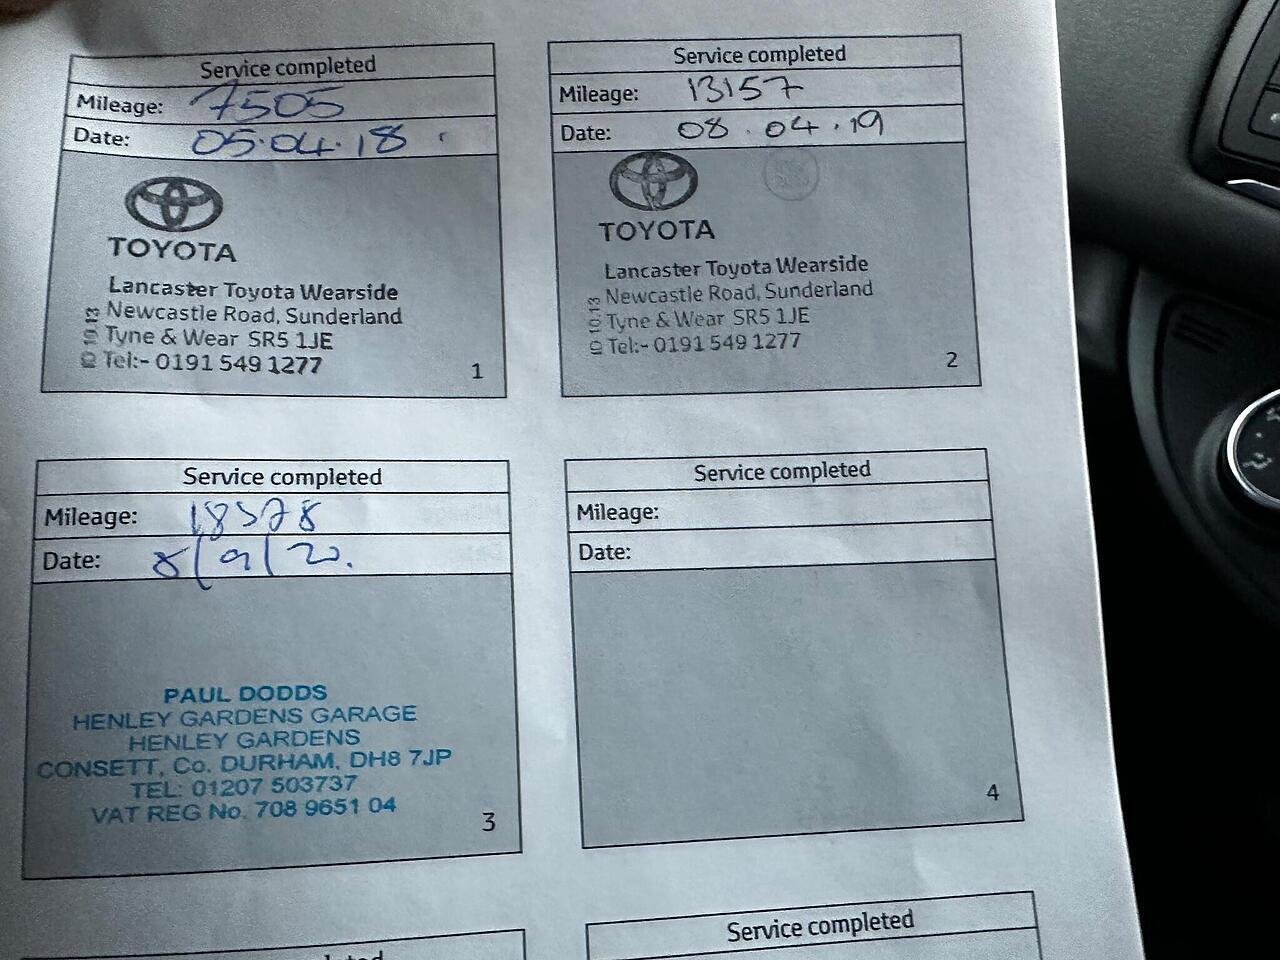 Service completed
Mileage: 7505
Date: 05.04.18
TOYOTA
Lancaster Toyota Wearside
Newcastle Road, Sunderland
Tyne & Wear SR5 1JE
Tel:- 0191 549 1277
1
Service completed
Mileage: 13157
Date: 08.04.19
TOYOTA
Lancaster Toyota Wearside
Newcastle Road, Sunderland
Tyne & Wear SR5 1JE
Tel:- 0191 549 1277
2
Service completed
Mileage: 18578
Date: 8/9/20.
PAUL DODDS
HENLEY GARDENS GARAGE
HENLEY GARDENS
CONSETT, Co. DURHAM, DH8 7JP
TEL: 01207 503737
VAT REG No. 708 9651 04
3
Service completed
Mileage:
Date:
4
Service completed